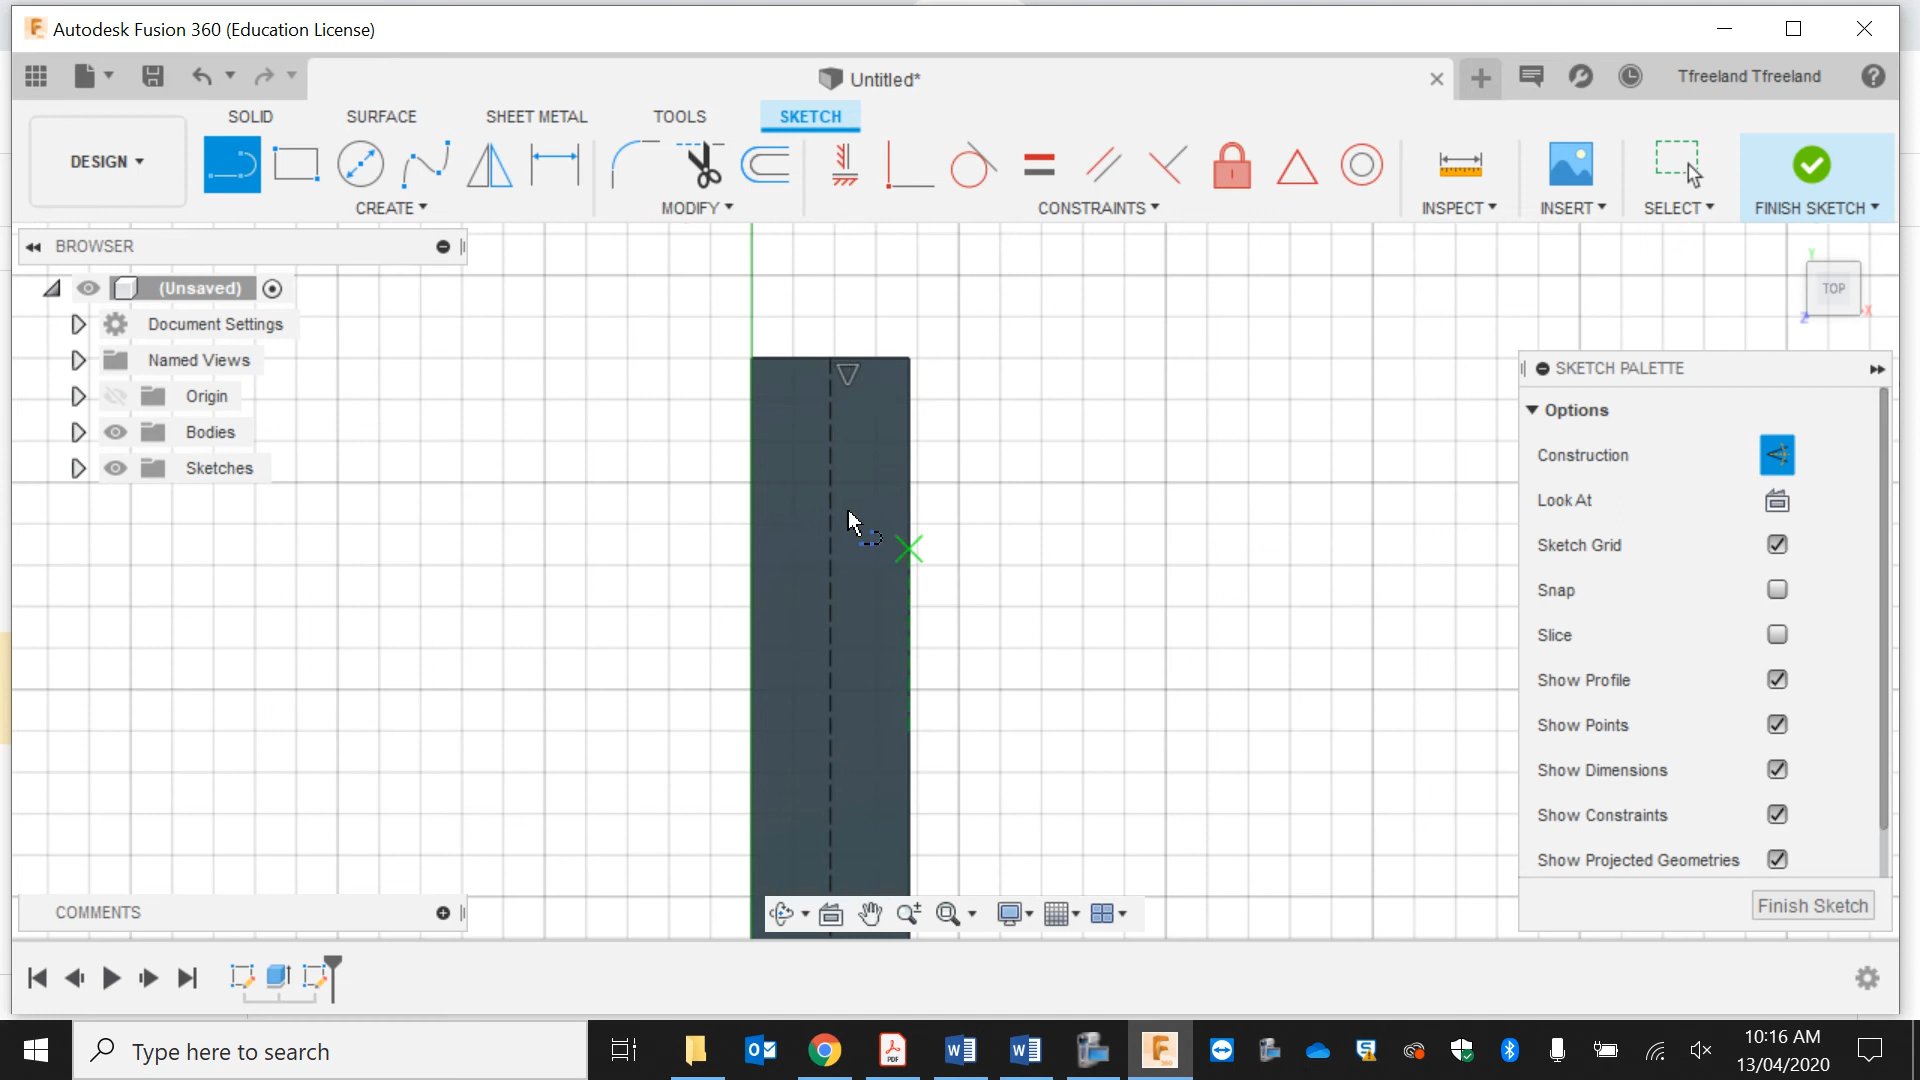 Autodesk Fusion 360 (Education License)
Untitled*
Tfreeland Tfreeland
SOLID
SURFACE
SHEET METAL
TOOLS
SKETCH
DESIGN
CREATE
MODIFY
CONSTRAINTS
INSPECT
INSERT
SELECT
FINISH SKETCH
BROWSER
(Unsaved)
Document Settings
Named Views
Origin
Bodies
Sketches
Y
TOP
X
Z
SKETCH PALETTE
Options
Construction
Look At
Sketch Grid
Snap
Slice
Show Profile
Show Points
Show Dimensions
Show Constraints
Show Projected Geometries
Finish Sketch
COMMENTS
Type here to search
10:16 AM
13/04/2020